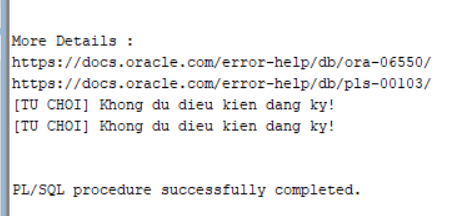 More Details :
https://docs.oracle.com/error-help/db/ora-06550/
https://docs.oracle.com/error-help/db/pls-00103/
[TU CHOI] Khong du dieu kien dang ky!
[TU CHOI] Khong du dieu kien dang ky!
PL/SQL procedure successfully completed.